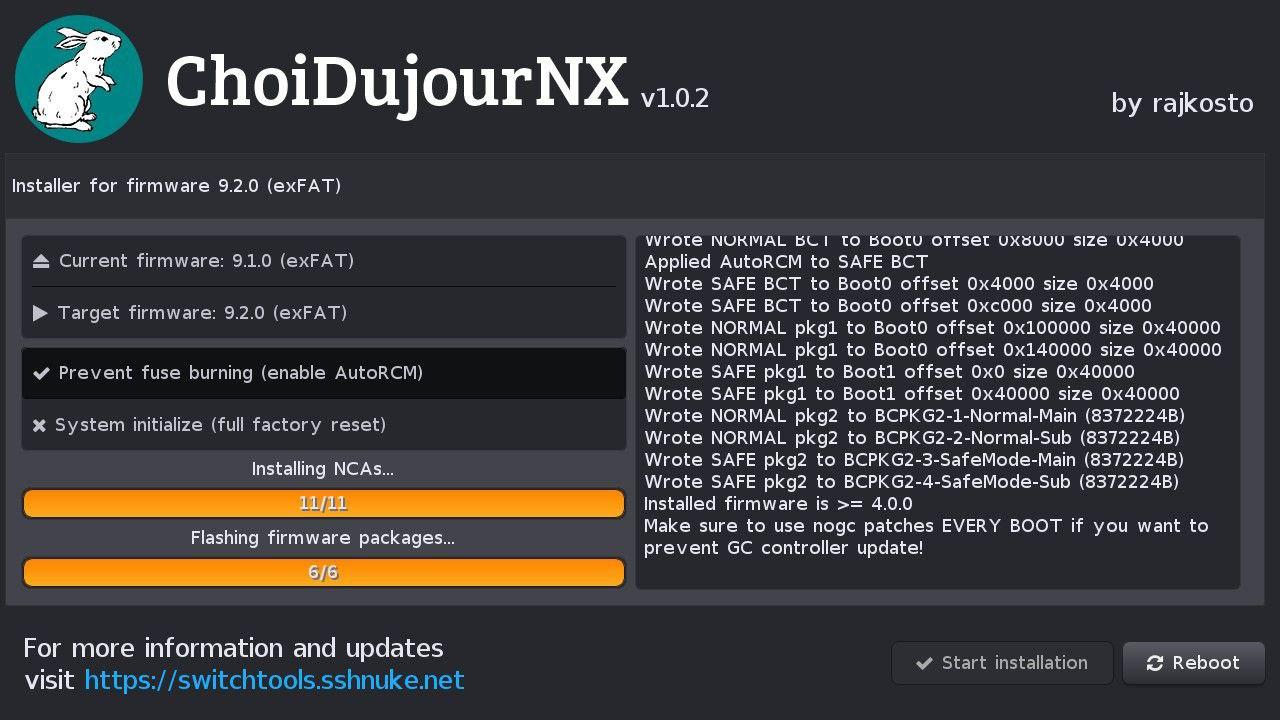 ChoiDujourNX v1.0.2
by rajkosto
Installer for firmware 9.2.0 (exFAT)
Current firmware: 9.1.0 (exFAT)
Target firmware: 9.2.0 (exFAT)
Prevent fuse burning (enable AutoRCM)
System initialize (full factory reset)
Installing NCAs...
11/11
Flashing firmware packages...
6/6
Wrote NORMAL BCT to Boot0 offset 0x8000 size 0x4000
Applied AutoRCM to SAFE BCT
Wrote SAFE BCT to Boot0 offset 0x4000 size 0x4000
Wrote SAFE BCT to Boot0 offset 0xc000 size 0x4000
Wrote NORMAL pkg1 to Boot0 offset 0x100000 size 0x40000
Wrote NORMAL pkg1 to Boot0 offset 0x140000 size 0x40000
Wrote SAFE pkg1 to Boot1 offset 0x0 size 0x40000
Wrote SAFE pkg1 to Boot1 offset 0x40000 size 0x40000
Wrote NORMAL pkg2 to BCPKG2-1-Normal-Main (8372224B)
Wrote NORMAL pkg2 to BCPKG2-2-Normal-Sub (8372224B)
Wrote SAFE pkg2 to BCPKG2-3-SafeMode-Main (8372224B)
Wrote SAFE pkg2 to BCPKG2-4-SafeMode-Sub (8372224B)
Installed firmware is >= 4.0.0
Make sure to use nogc patches EVERY BOOT if you want to
prevent GC controller update!
For more information and updates
visit https://switchtools.sshnuke.net
Start installation
Reboot